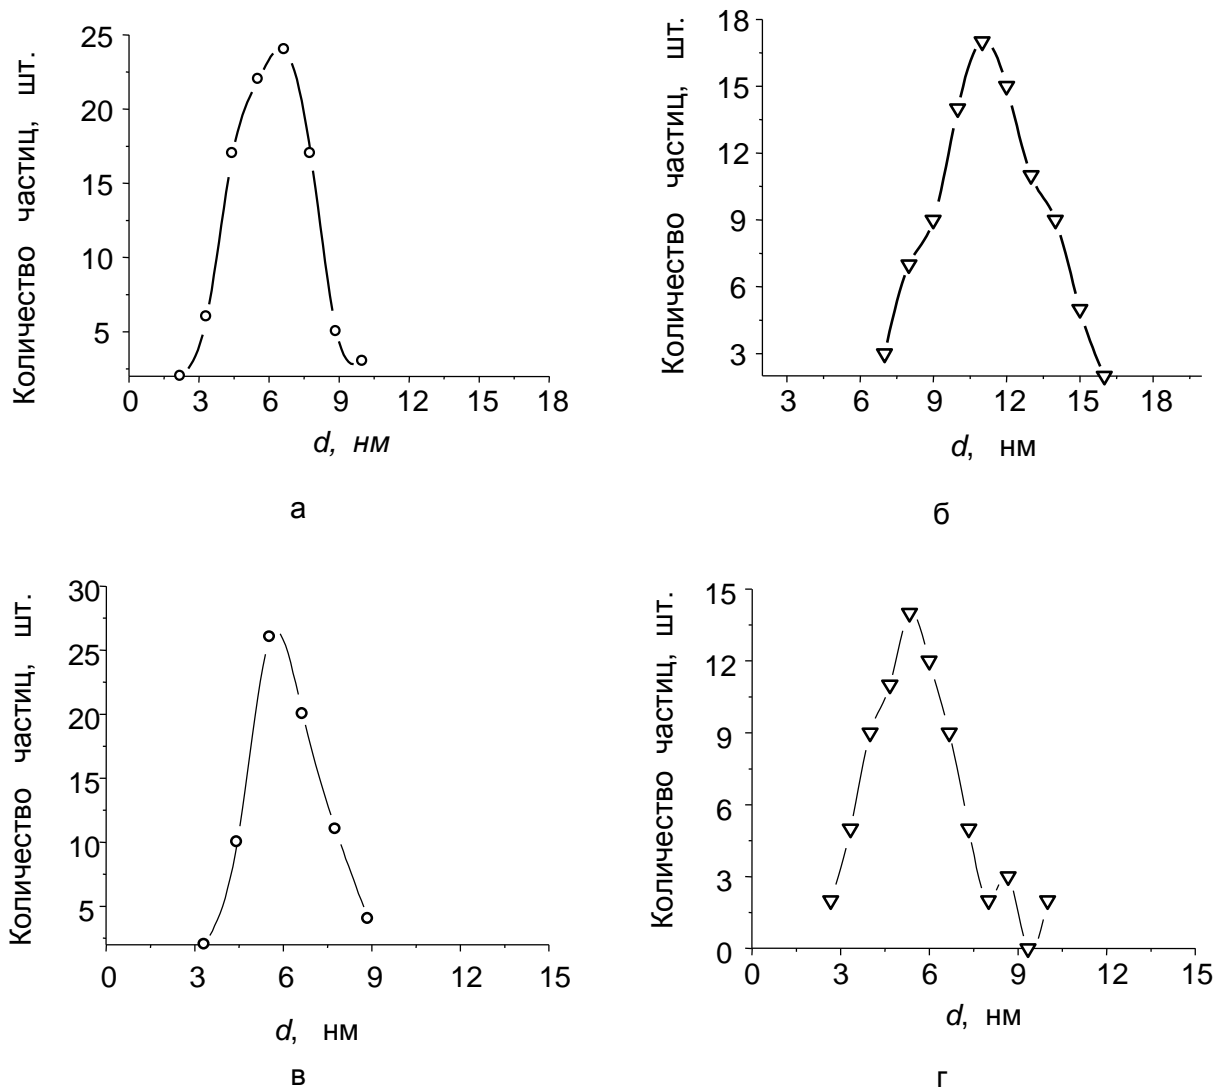 Количество частиц, шт.
25
20
15
10
5
0 3 6 9 12 15 18
d, нм
а
Количество частиц, шт.
18
15
12
9
6
3
3 6 9 12 15 18
d, нм
б
Количество частиц, шт.
30
25
20
15
10
5
0 3 6 9 12 15
d, нм
в
Количество частиц, шт.
15
12
9
6
3
0
0 3 6 9 12 15
d, нм
г